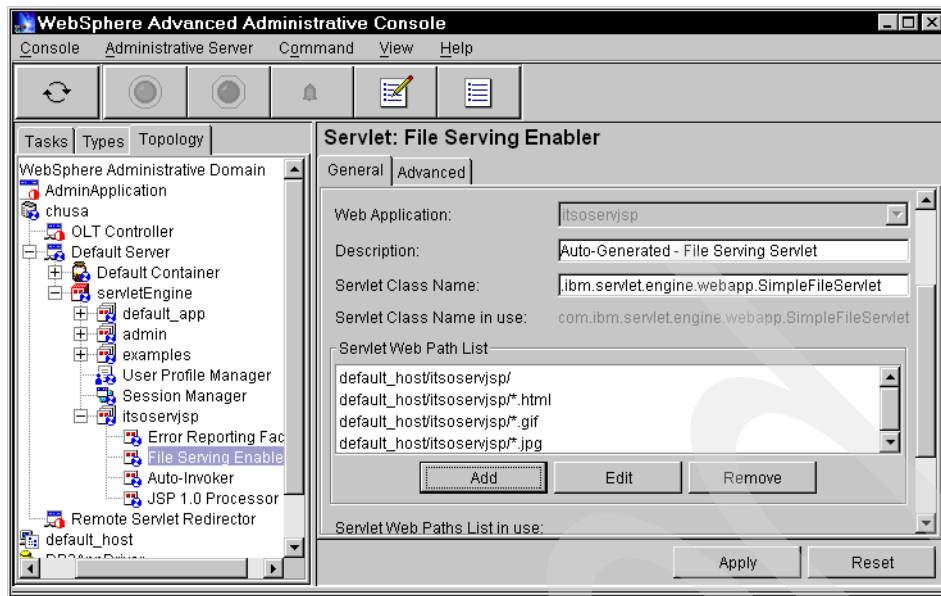 WebSphere Advanced Administrative Console
Console Administrative Server Command View Help
Tasks Types Topology
WebSphere Administrative Domain
AdminApplication
chusa
OLT Controller
Default Server
Default Container
servletEngine
default_app
admin
examples
User Profile Manager
Session Manager
itsoservjsp
Error Reporting Fac
File Serving Enable
Auto-Invoker
JSP 1.0 Processor
Remote Servlet Redirector
default_host
Servlet: File Serving Enabler
General Advanced
Web Application: itsoservjsp
Description: Auto-Generated - File Serving Servlet
Servlet Class Name: .ibm.servlet.engine.webapp.SimpleFileServlet
Servlet Class Name in use: com.ibm.servlet.engine.webapp.SimpleFileServlet
Servlet Web Path List
default_host/itsoservjsp/
default_host/itsoservjsp/*.html
default_host/itsoservjsp/*.gif
default_host/itsoservjsp/*.jpg
Add Edit Remove
Servlet Web Paths List in use:
Apply Reset